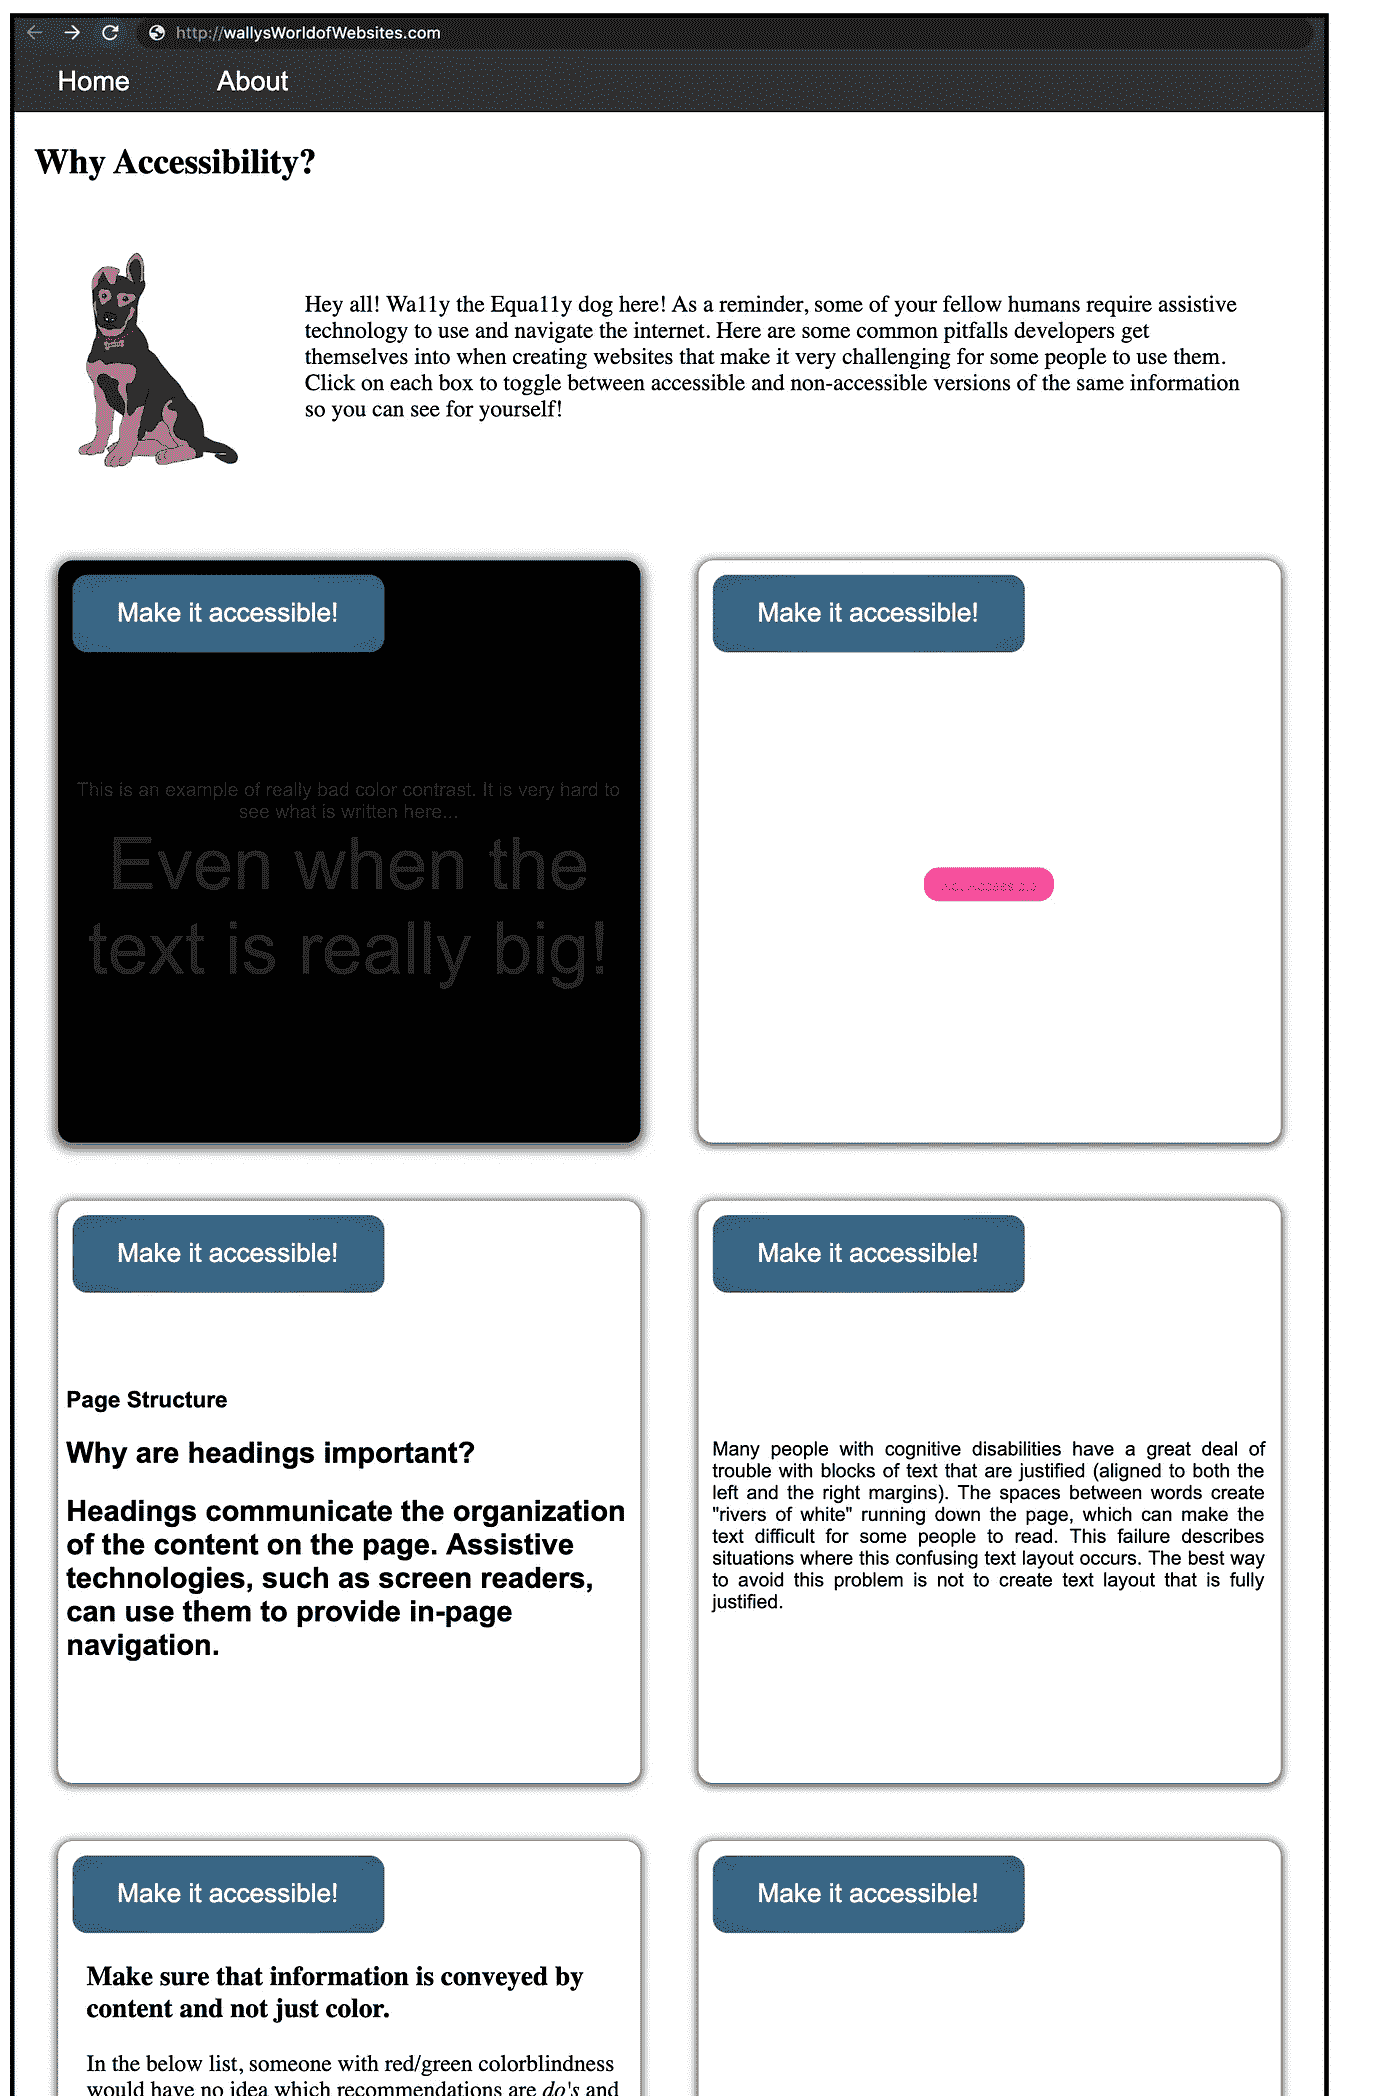 http://wallysWorldofWebsites.com
Home About
Why Accessibility?
Hey all! Wa11y the Equa11y dog here! As a reminder, some of your fellow humans require assistive
technology to use and navigate the internet. Here are some common pitfalls developers get
themselves into when creating websites that make it very challenging for some people to use them.
Click on each box to toggle between accessible and non-accessible versions of the same information
so you can see for yourself!
Make it accessible!
This is an example of really bad color contrast. It is very hard to
see what is written here...
Even when the
text is really big!
Make it accessible!
Make it accessible!
Page Structure
Why are headings important?
Headings communicate the organization
of the content on the page. Assistive
technologies, such as screen readers,
can use them to provide in-page
navigation.
Make it accessible!
Many people with cognitive disabilities have a great deal of
trouble with blocks of text that are justified (aligned to both the
left and the right margins). The spaces between words create
"rivers of white" running down the page, which can make the
text difficult for some people to read. This failure describes
situations where this confusing text layout occurs. The best way
to avoid this problem is not to create text layout that is fully
justified.
Make it accessible!
Make sure that information is conveyed by
content and not just color.
In the below list, someone with red/green colorblindness
would have no idea which recommendations are do's and
Make it accessible!